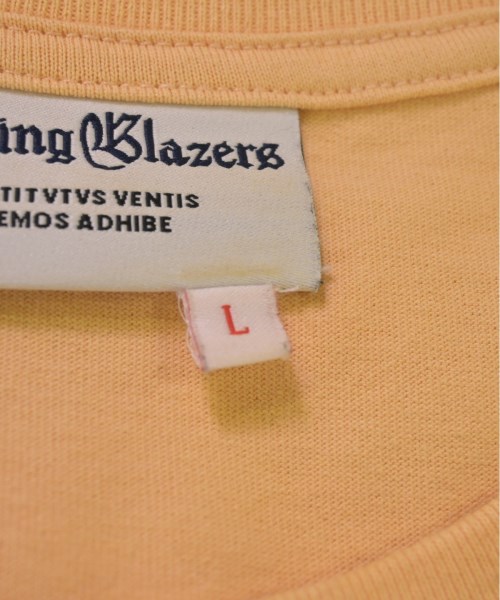 ing Blazers
TITVTVS VENTIS
EMOS ADHIBE
L